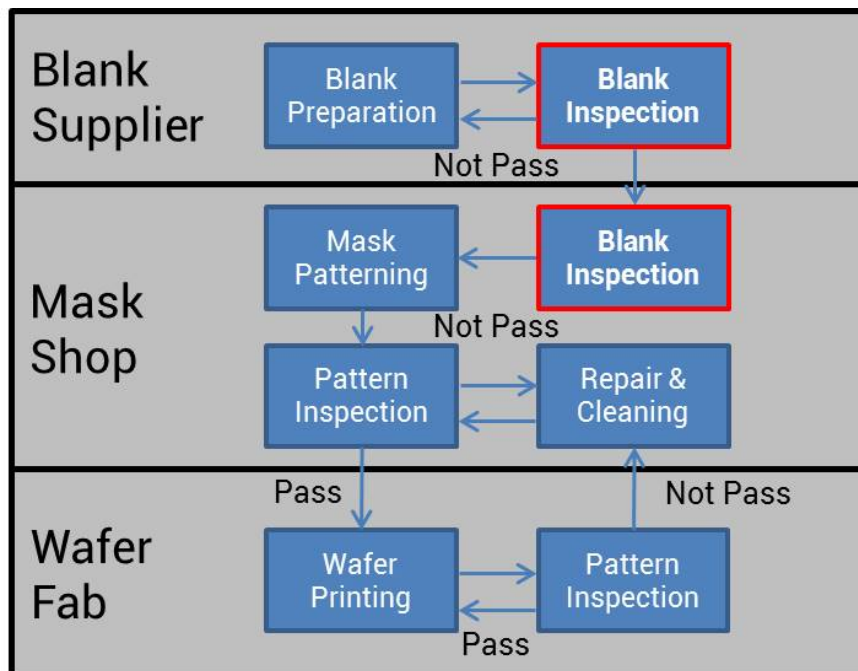 Blank
Supplier
Blank
Preparation
Blank
Inspection
Not Pass
Mask
Shop
Mask
Patterning
Blank
Inspection
Not Pass
Pattern
Inspection
Repair &
Cleaning
Pass
Not Pass
Wafer
Fab
Wafer
Printing
Pattern
Inspection
Pass